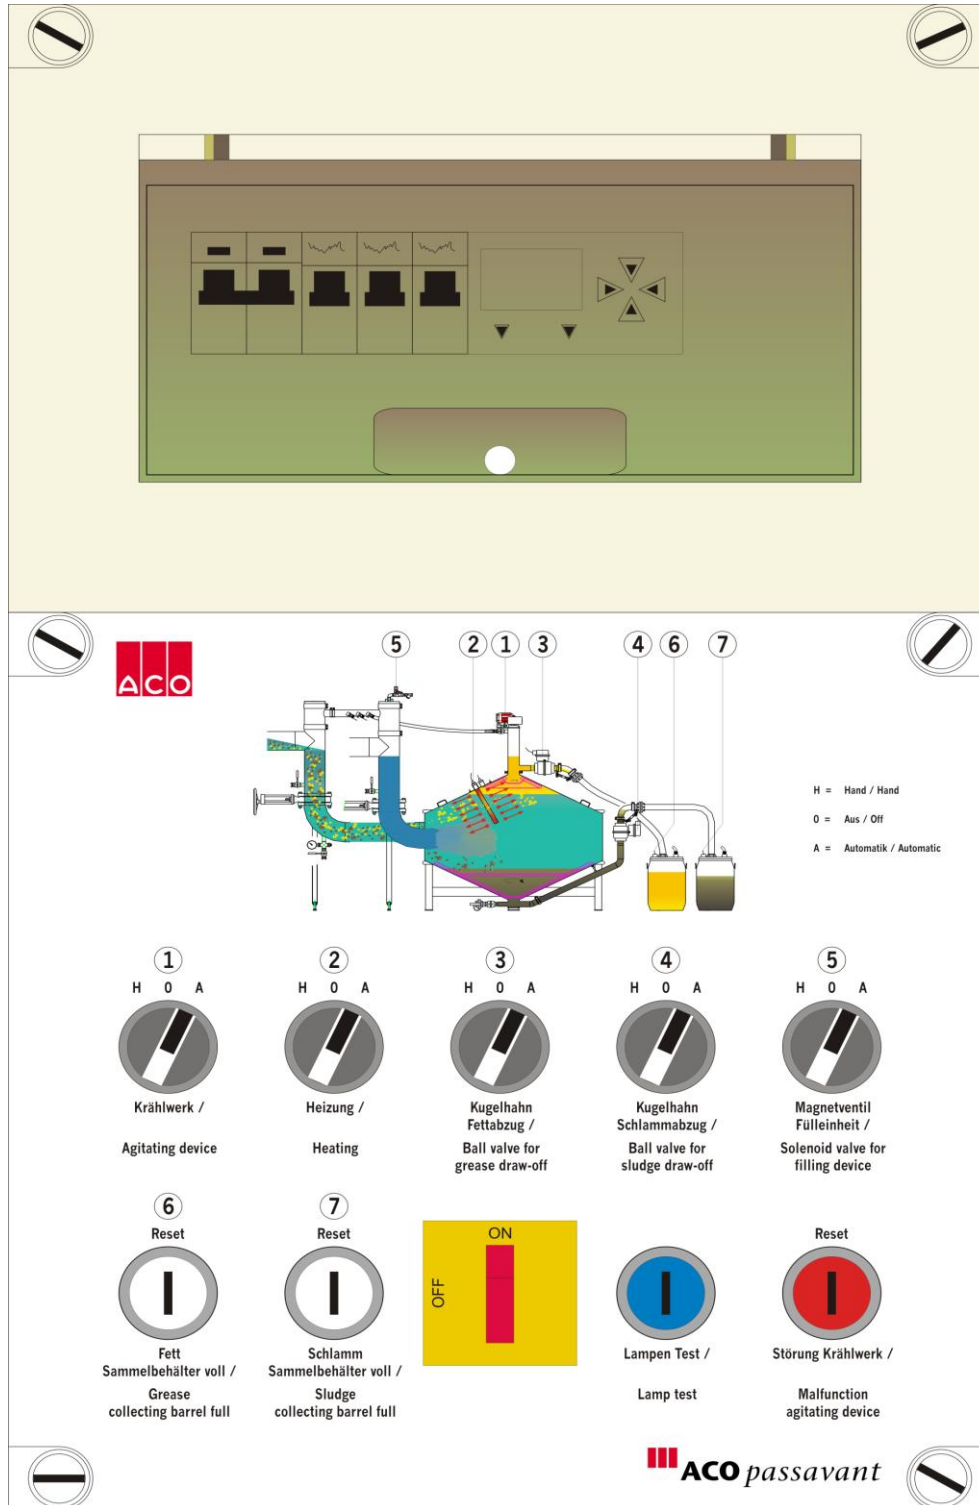 5 2 1 3 4 6 7
ACO
H = Hand / Hand
0 = Aus / Off
A = Automatik / Automatic
1 2 3 4 5
H 0 A H 0 A H 0 A H 0 A H 0 A
Krählwerk /
Agitating device
Heizung /
Heating
Kugelhahn
Fettabzug /
Ball valve for
grease draw-off
Kugelhahn
Schlammabzug /
Ball valve for
sludge draw-off
Magnetventil
Fülleinheit /
Solenoid valve for
filling device
6
Reset
Fett
Sammelbehälter voll /
Grease
collecting barrel full
7
Reset
Schlamm
Sammelbehälter voll /
Sludge
collecting barrel full
ON
OFF
Lampen Test /
Lamp test
Reset
Störung Krählwerk /
Malfunction
agitating device
ACO passavant